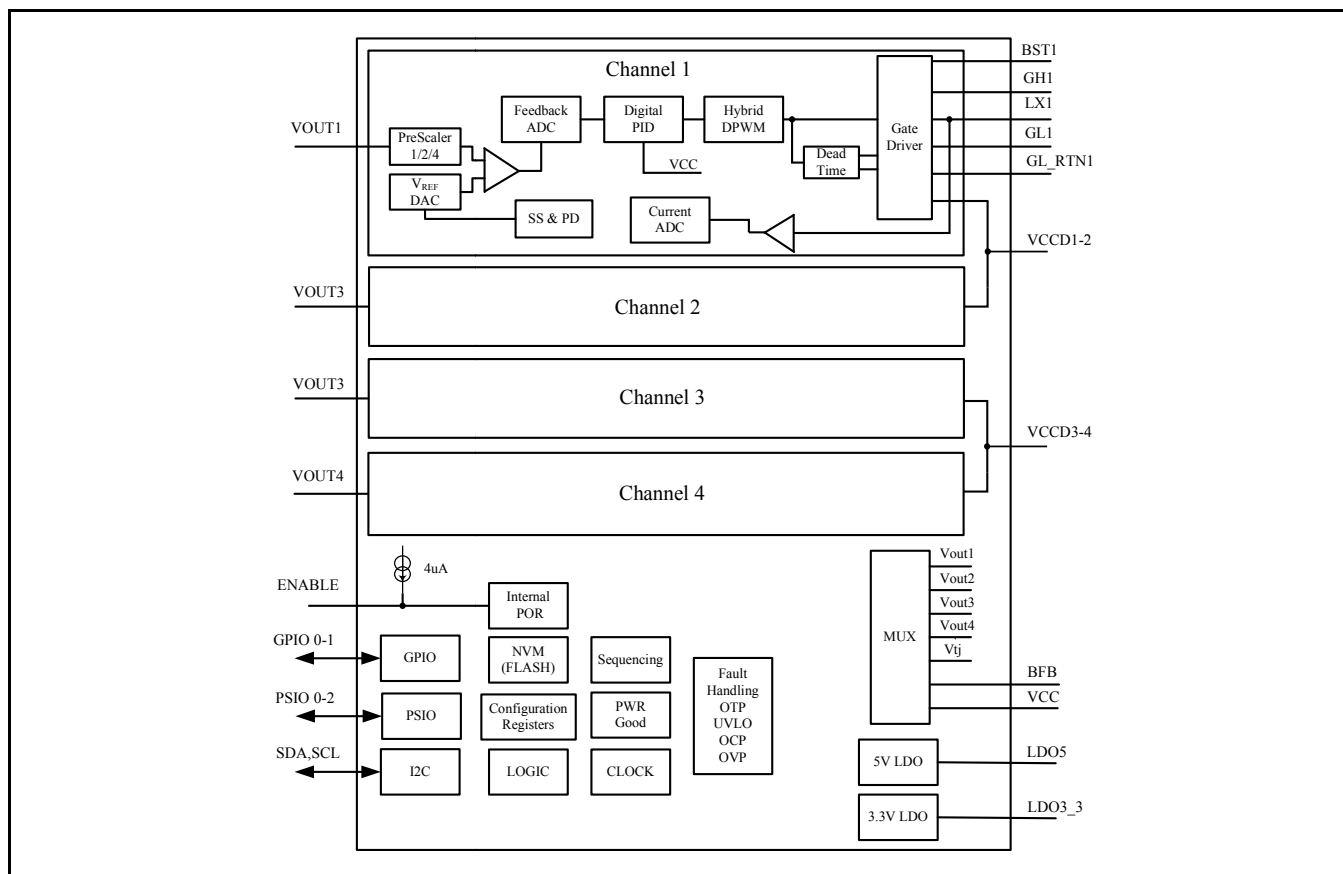 Channel 1
BST1
GH1
LX1
GL1
GL_RTN1
VOUT1
PreScaler
1/2/4
VREF
DAC
Feedback
ADC
Digital
PID
VCC
Hybrid
DPWM
Dead
Time
Gate
Driver
SS & PD
Current
ADC
VCCD1-2
VOUT3
Channel 2
VOUT3
Channel 3
VCCD3-4
VOUT4
Channel 4
4uA
ENABLE
Internal
POR
GPIO 0-1
GPIO
NVM
(FLASH)
Sequencing
PSIO 0-2
PSIO
Configuration
Registers
PWR
Good
SDA,SCL
I2C
LOGIC
CLOCK
Fault
Handling
OTP
UVLO
OCP
OVP
MUX
Vout1
Vout2
Vout3
Vout4
Vtj
BFB
VCC
5V LDO
LDO5
3.3V LDO
LDO3_3